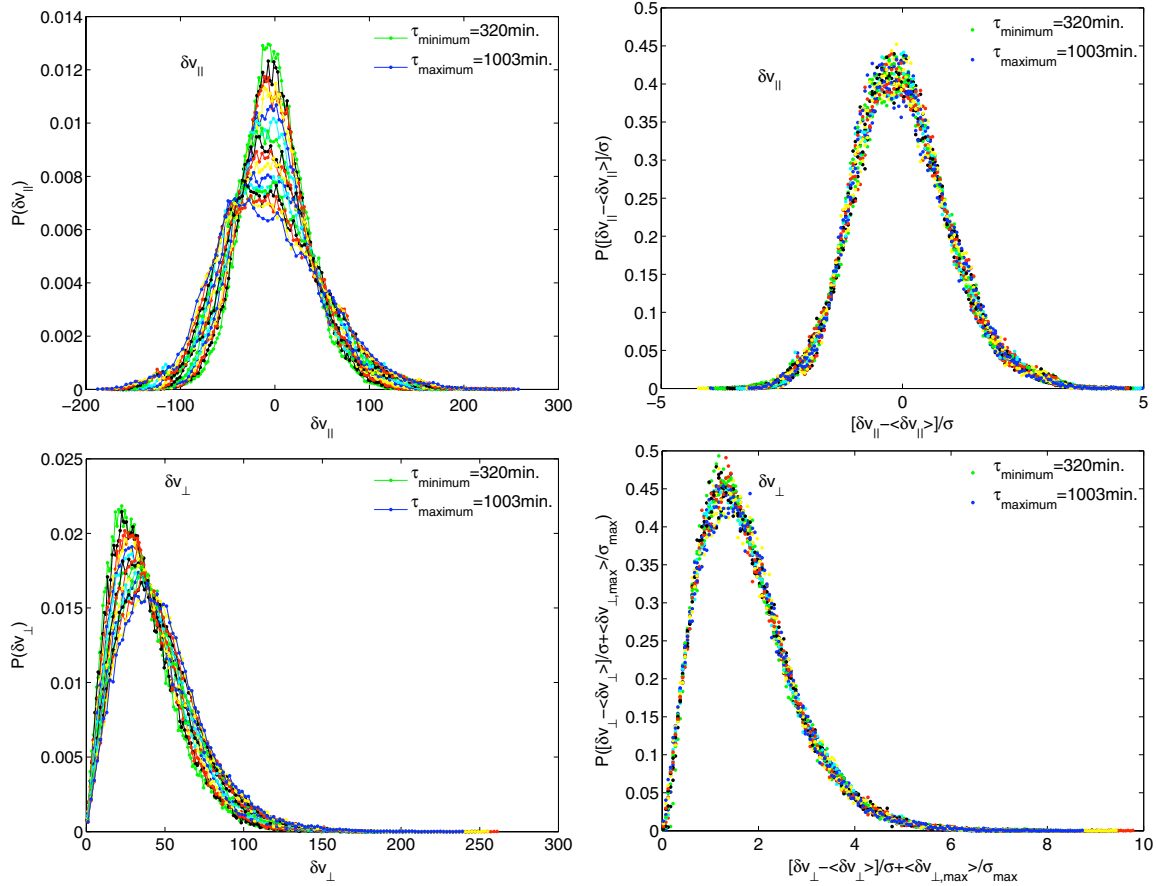 0.014
0.012
0.01
0.008
0.006
0.004
0.002
0
P(δv||)
δv||
τminimum=320min.
τmaximum=1003min.
−200 −100 0 100 200 300
δv||
0.5
0.45
0.4
0.35
0.3
0.25
0.2
0.15
0.1
0.05
0
P([δv||−<δv||>]/σ)
δv||
τminimum=320min.
τmaximum=1003min.
−5 0 5
[δv||−<δv||>]/σ
0.025
0.02
0.015
0.01
0.005
0
P(δv⊥)
δv⊥
τminimum=320min.
τmaximum=1003min.
0 50 100 150 200 250 300
δv⊥
0.5
0.45
0.4
0.35
0.3
0.25
0.2
0.15
0.1
0.05
0
P([δv⊥−<δv⊥>]/σ+<δv⊥,max>/σmax)
δv⊥
τminimum=320min.
τmaximum=1003min.
0 2 4 6 8 10
[δv⊥−<δv⊥>]/σ+<δv⊥,max>/σmax